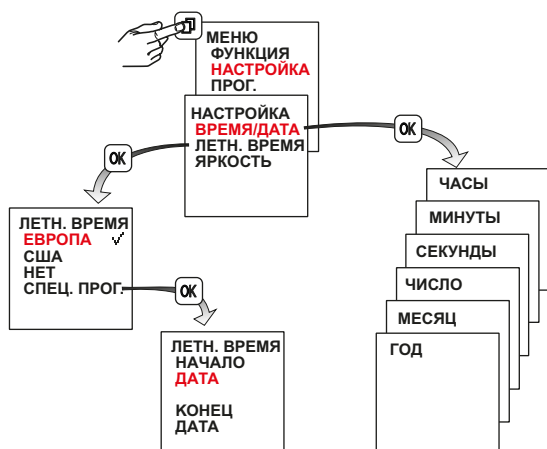 МЕНЮ
ФУНКЦИЯ
НАСТРОЙКА
ПРОГ.
НАСТРОЙКА
ВРЕМЯ/ДАТА
ЛЕТН. ВРЕМЯ
ЯРКОСТЬ
OK
OK
ЛЕТН. ВРЕМЯ
ЕВРОПА ✓
США
НЕТ
СПЕЦ. ПРОГ.
OK
ЛЕТН. ВРЕМЯ
НАЧАЛО
ДАТА
КОНЕЦ
ДАТА
ЧАСЫ
МИНУТЫ
СЕКУНДЫ
ЧИСЛО
МЕСЯЦ
ГОД